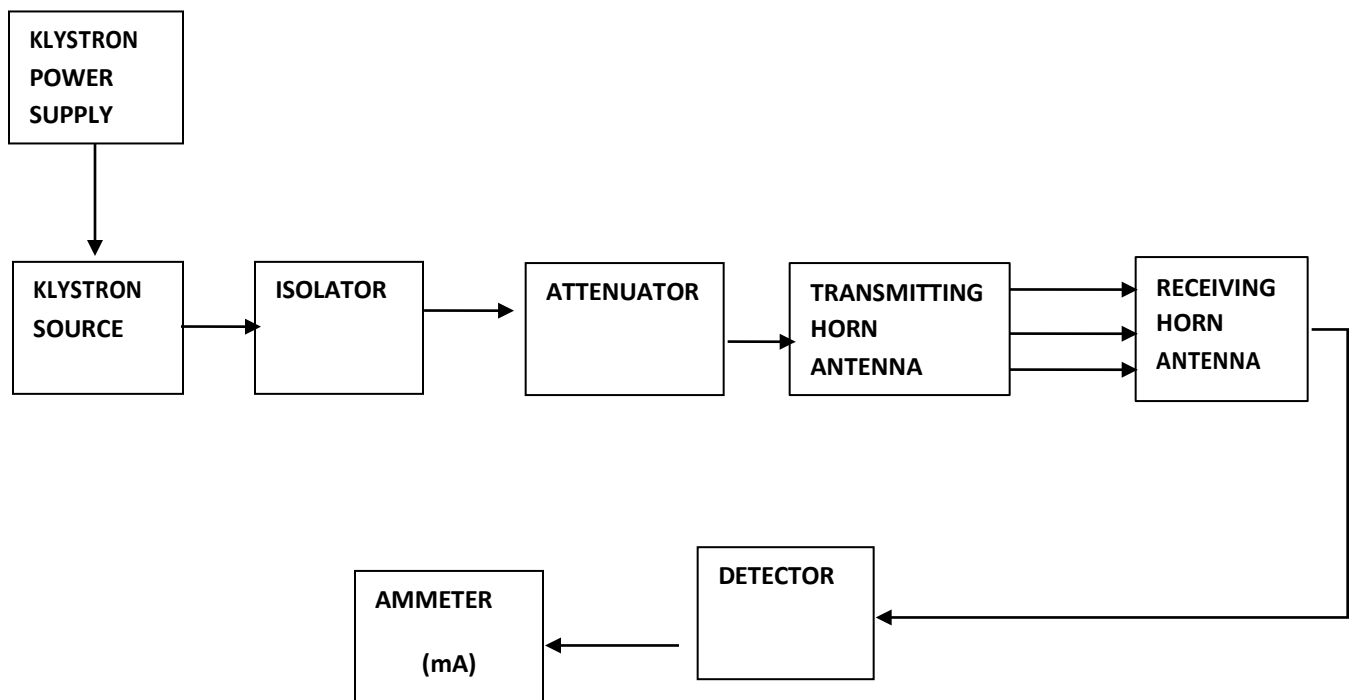 KLYSTRON
POWER
SUPPLY
KLYSTRON
SOURCE
ISOLATOR
ATTENUATOR
TRANSMITTING
HORN
ANTENNA
RECEIVING
HORN
ANTENNA
DETECTOR
AMMETER
(mA)